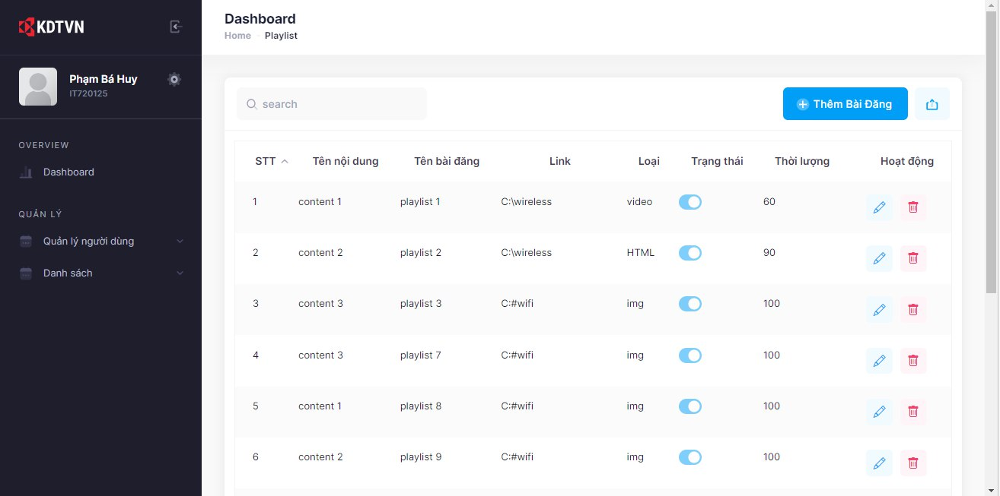 KDTVN
Phạm Bá Huy
IT720125
OVERVIEW
Dashboard
QUẢN LÝ
Quản lý người dùng
Danh sách
Dashboard
Home Playlist
search
Thêm Bài Đăng
STT Tên nội dung Tên bài đăng Link Loại Trạng thái Thời lượng Hoạt động
1 content 1 playlist 1 C:\wireless video 60
2 content 2 playlist 2 C:\wireless HTML 90
3 content 3 playlist 3 C:#wifi img 100
4 content 3 playlist 7 C:#wifi img 100
5 content 1 playlist 8 C:#wifi img 100
6 content 2 playlist 9 C:#wifi img 100